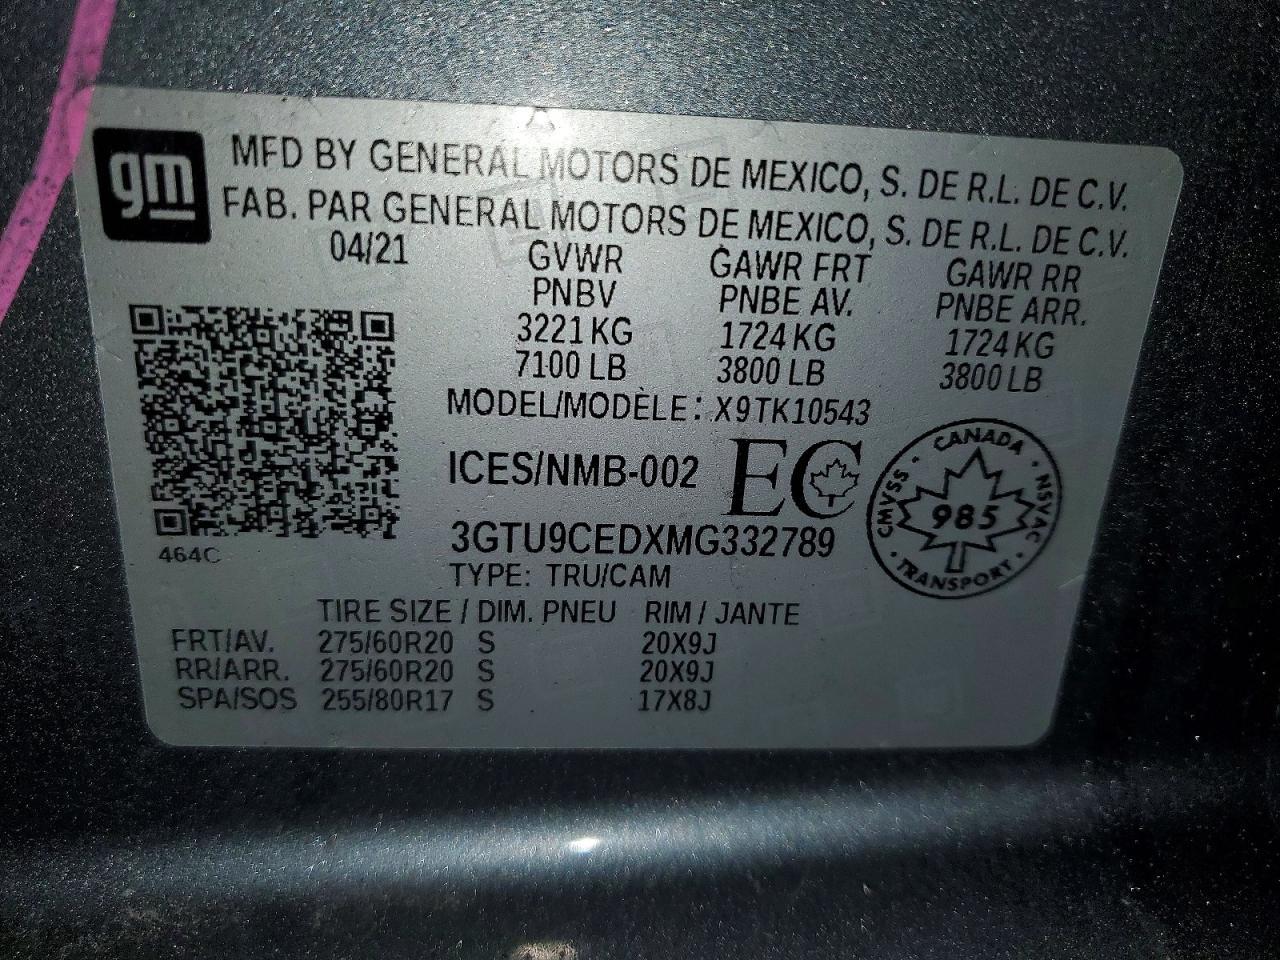 gm
MFD BY GENERAL MOTORS DE MEXICO, S. DE R.L. DE C.V.
FAB. PAR GENERAL MOTORS DE MEXICO, S. DE R.L. DE C.V.
04/21 GVWR GAWR FRT GAWR RR
PNBV PNBE AV. PNBE ARR.
3221 KG 1724 KG 1724 KG
7100 LB 3800 LB 3800 LB
MODEL/MODÈLE: X9TK10543
ICES/NMB-002 EC
CANADA
CMVSS · NSVAC
985
· TRANSPORT ·
3GTU9CEDXMG332789
464C
TYPE: TRU/CAM
TIRE SIZE / DIM. PNEU RIM / JANTE
FRT/AV. 275/60R20 S 20X9J
RR/ARR. 275/60R20 S 20X9J
SPA/SOS 255/80R17 S 17X8J